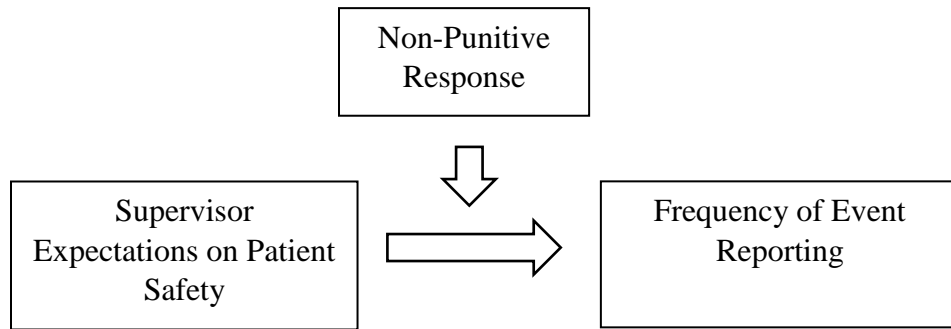 Non-Punitive
Response
Supervisor
Expectations on Patient
Safety
Frequency of Event
Reporting